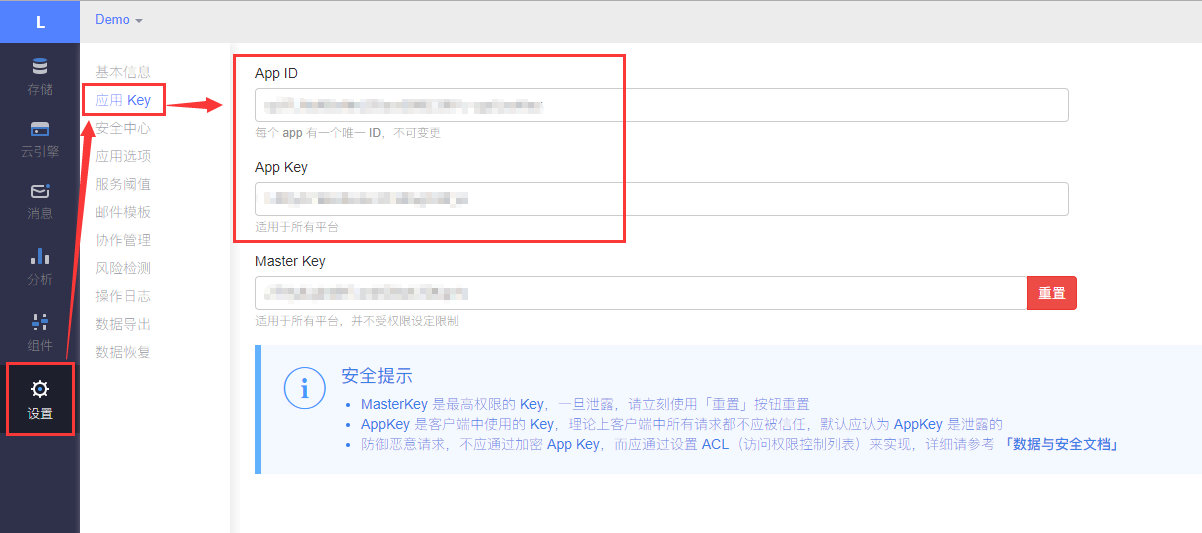 L
Demo
存储
云引擎
消息
分析
组件
设置
基本信息
应用 Key
安全中心
应用选项
服务阈值
邮件模板
协作管理
风险检测
操作日志
数据导出
数据恢复
App ID
每个 app 有一个唯一 ID，不可变更
App Key
适用于所有平台
Master Key
重置
适用于所有平台，并不受权限设定限制
安全提示
MasterKey 是最高权限的 Key，一旦泄露，请立刻使用「重置」按钮重置
AppKey 是客户端中使用的 Key，理论上客户端中所有请求都不应被信任，默认应认为 AppKey 是泄露的
防御恶意请求，不应通过加密 App Key，而应通过设置 ACL（访问权限控制列表）来实现，详细请参考 「数据与安全文档」